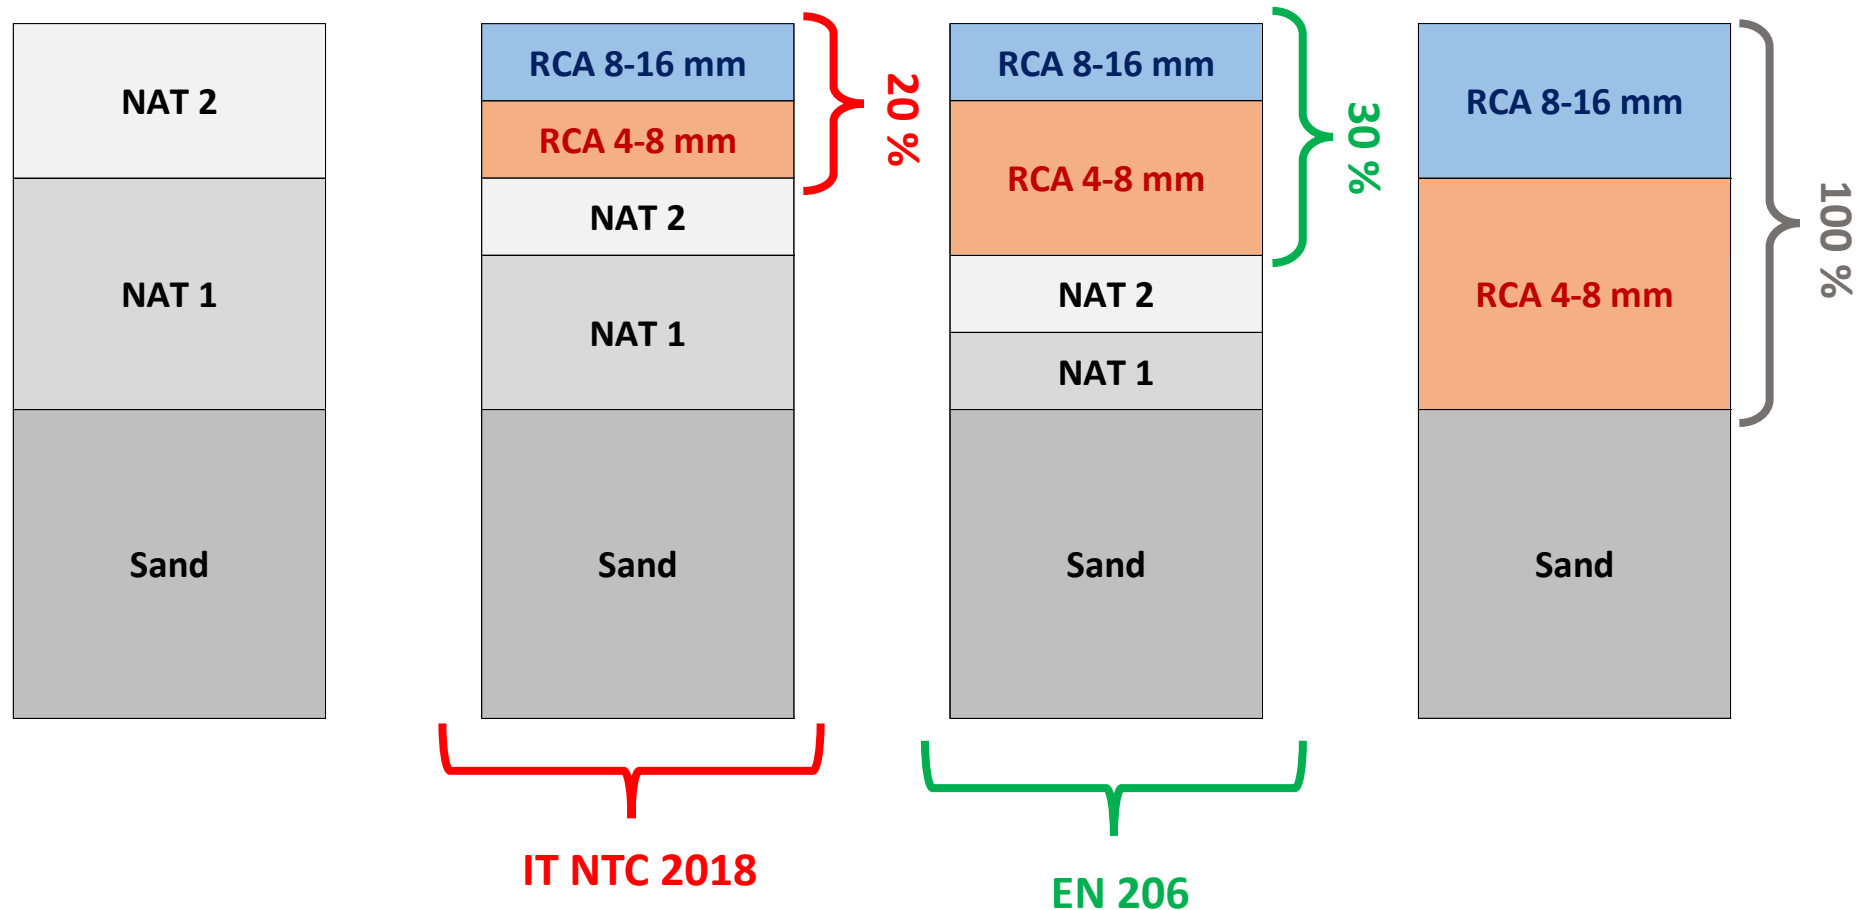 NAT 2
NAT 1
Sand
RCA 8-16 mm
RCA 4-8 mm
NAT 2
NAT 1
Sand
20 %
IT NTC 2018
RCA 8-16 mm
RCA 4-8 mm
NAT 2
NAT 1
Sand
30 %
EN 206
RCA 8-16 mm
RCA 4-8 mm
Sand
100 %